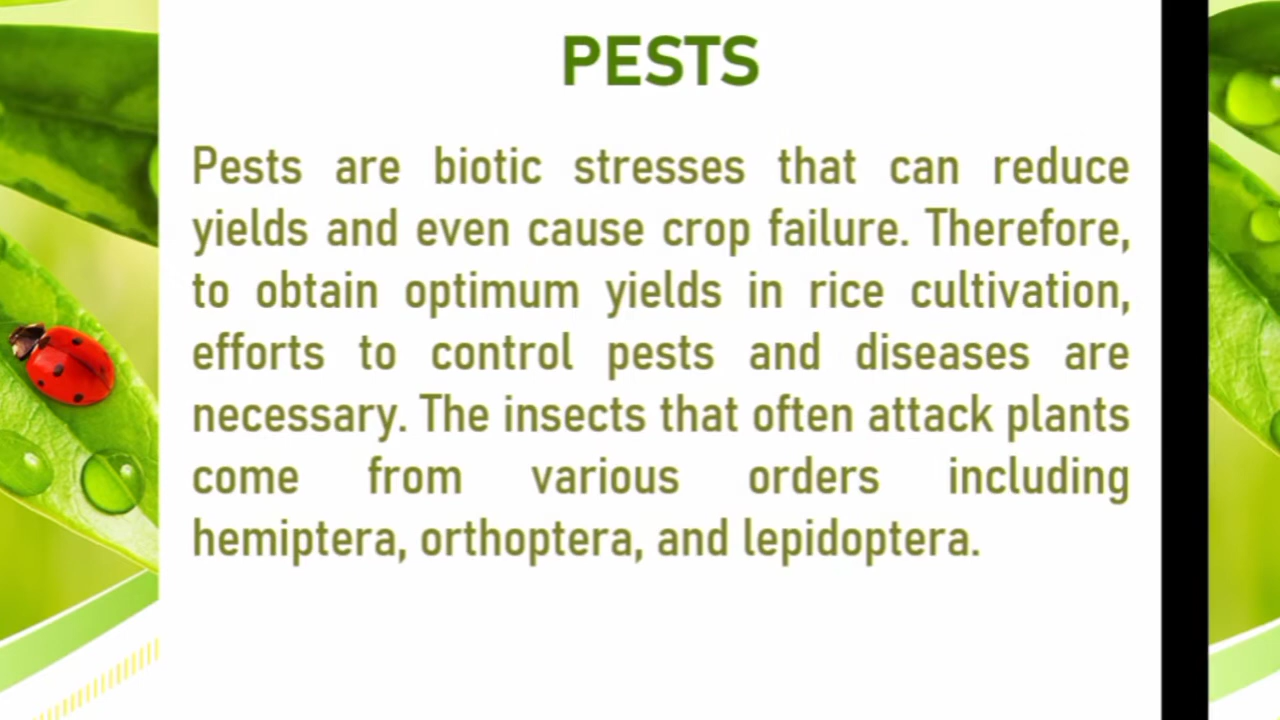 PESTS
Pests are biotic stresses that can reduce
yields and even cause crop failure. Therefore,
to obtain optimum yields in rice cultivation,
efforts to control pests and diseases are
necessary. The insects that often attack plants
come from various orders including
hemiptera, orthoptera, and lepidoptera.